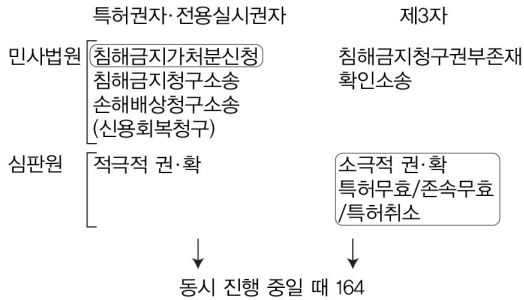 특허권자·전용실시권자 제3자
민사법원 침해금지가처분신청 침해금지청구권부존재
침해금지청구소송 확인소송
손해배상청구소송
(신용회복청구)
심판원 적극적 권·확 소극적 권·확
특허무효/존속무효
/특허취소
동시 진행 중일 때 164